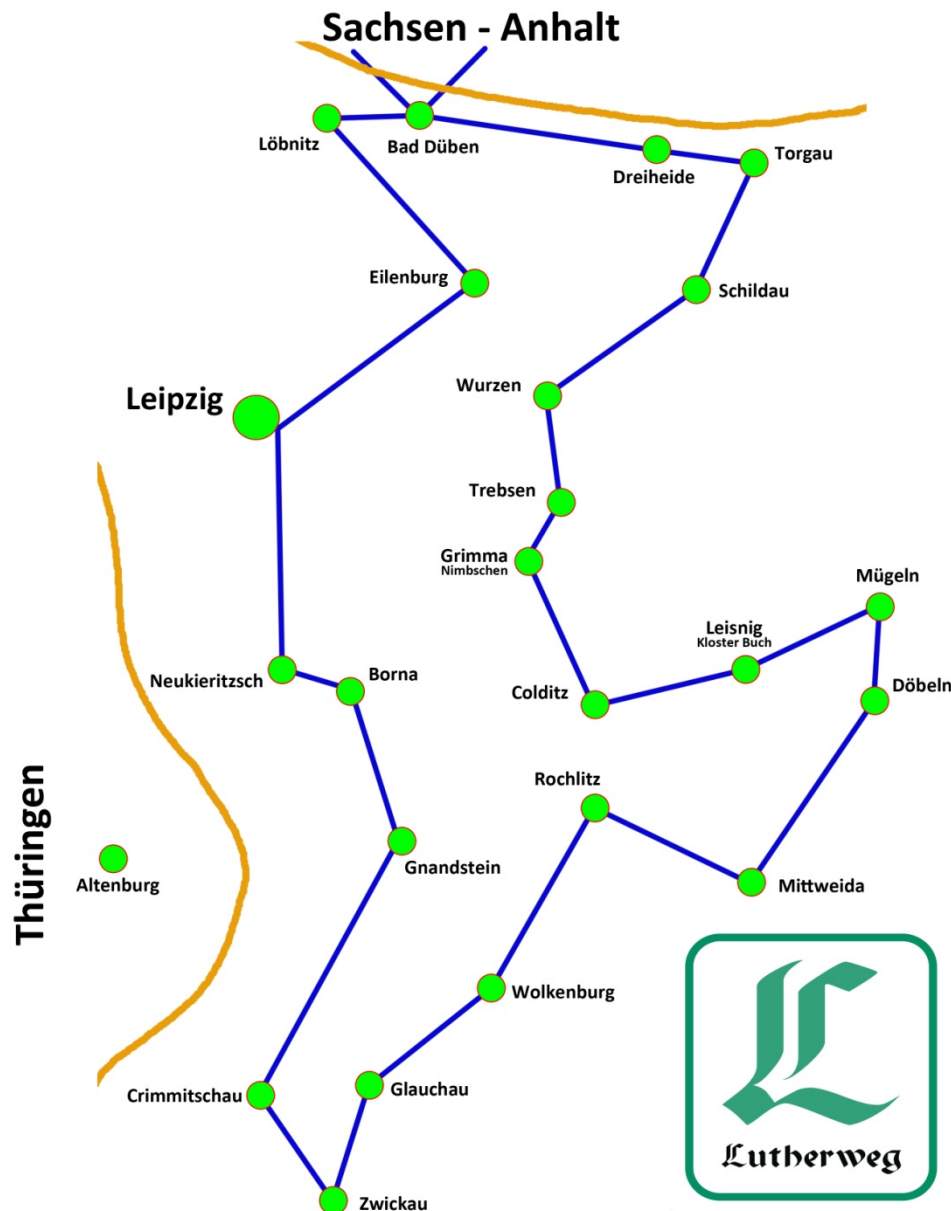 Sachsen - Anhalt
Löbnitz
Bad Düben
Dreiheide
Torgau
Eilenburg
Schildau
Leipzig
Wurzen
Trebsen
Grimma
Nimbschen
Mügeln
Leisnig
Kloster Buch
Neukieritzsch
Borna
Colditz
Döbeln
Rochlitz
Thüringen
Altenburg
Gnandstein
Mittweida
Wolkenburg
Crimmitschau
Glauchau
Zwickau
L
Lutherweg